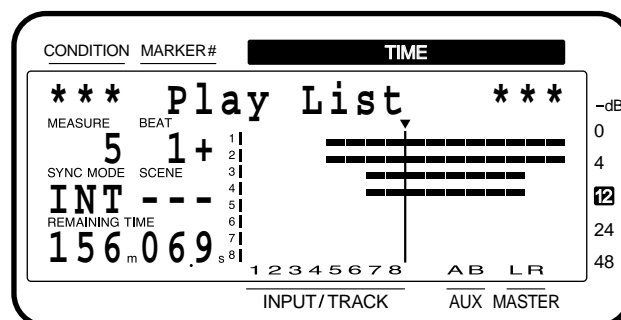 CONDITION MARKER# TIME
*** Play List ***
-dB
MEASURE BEAT
5 1+
SYNC MODE SCENE
INT ---
REMAINING TIME
156m06.9s
1
2
3
4
5
6
7
8
0
4
12
24
48
1 2 3 4 5 6 7 8 A B L R
INPUT/TRACK AUX MASTER